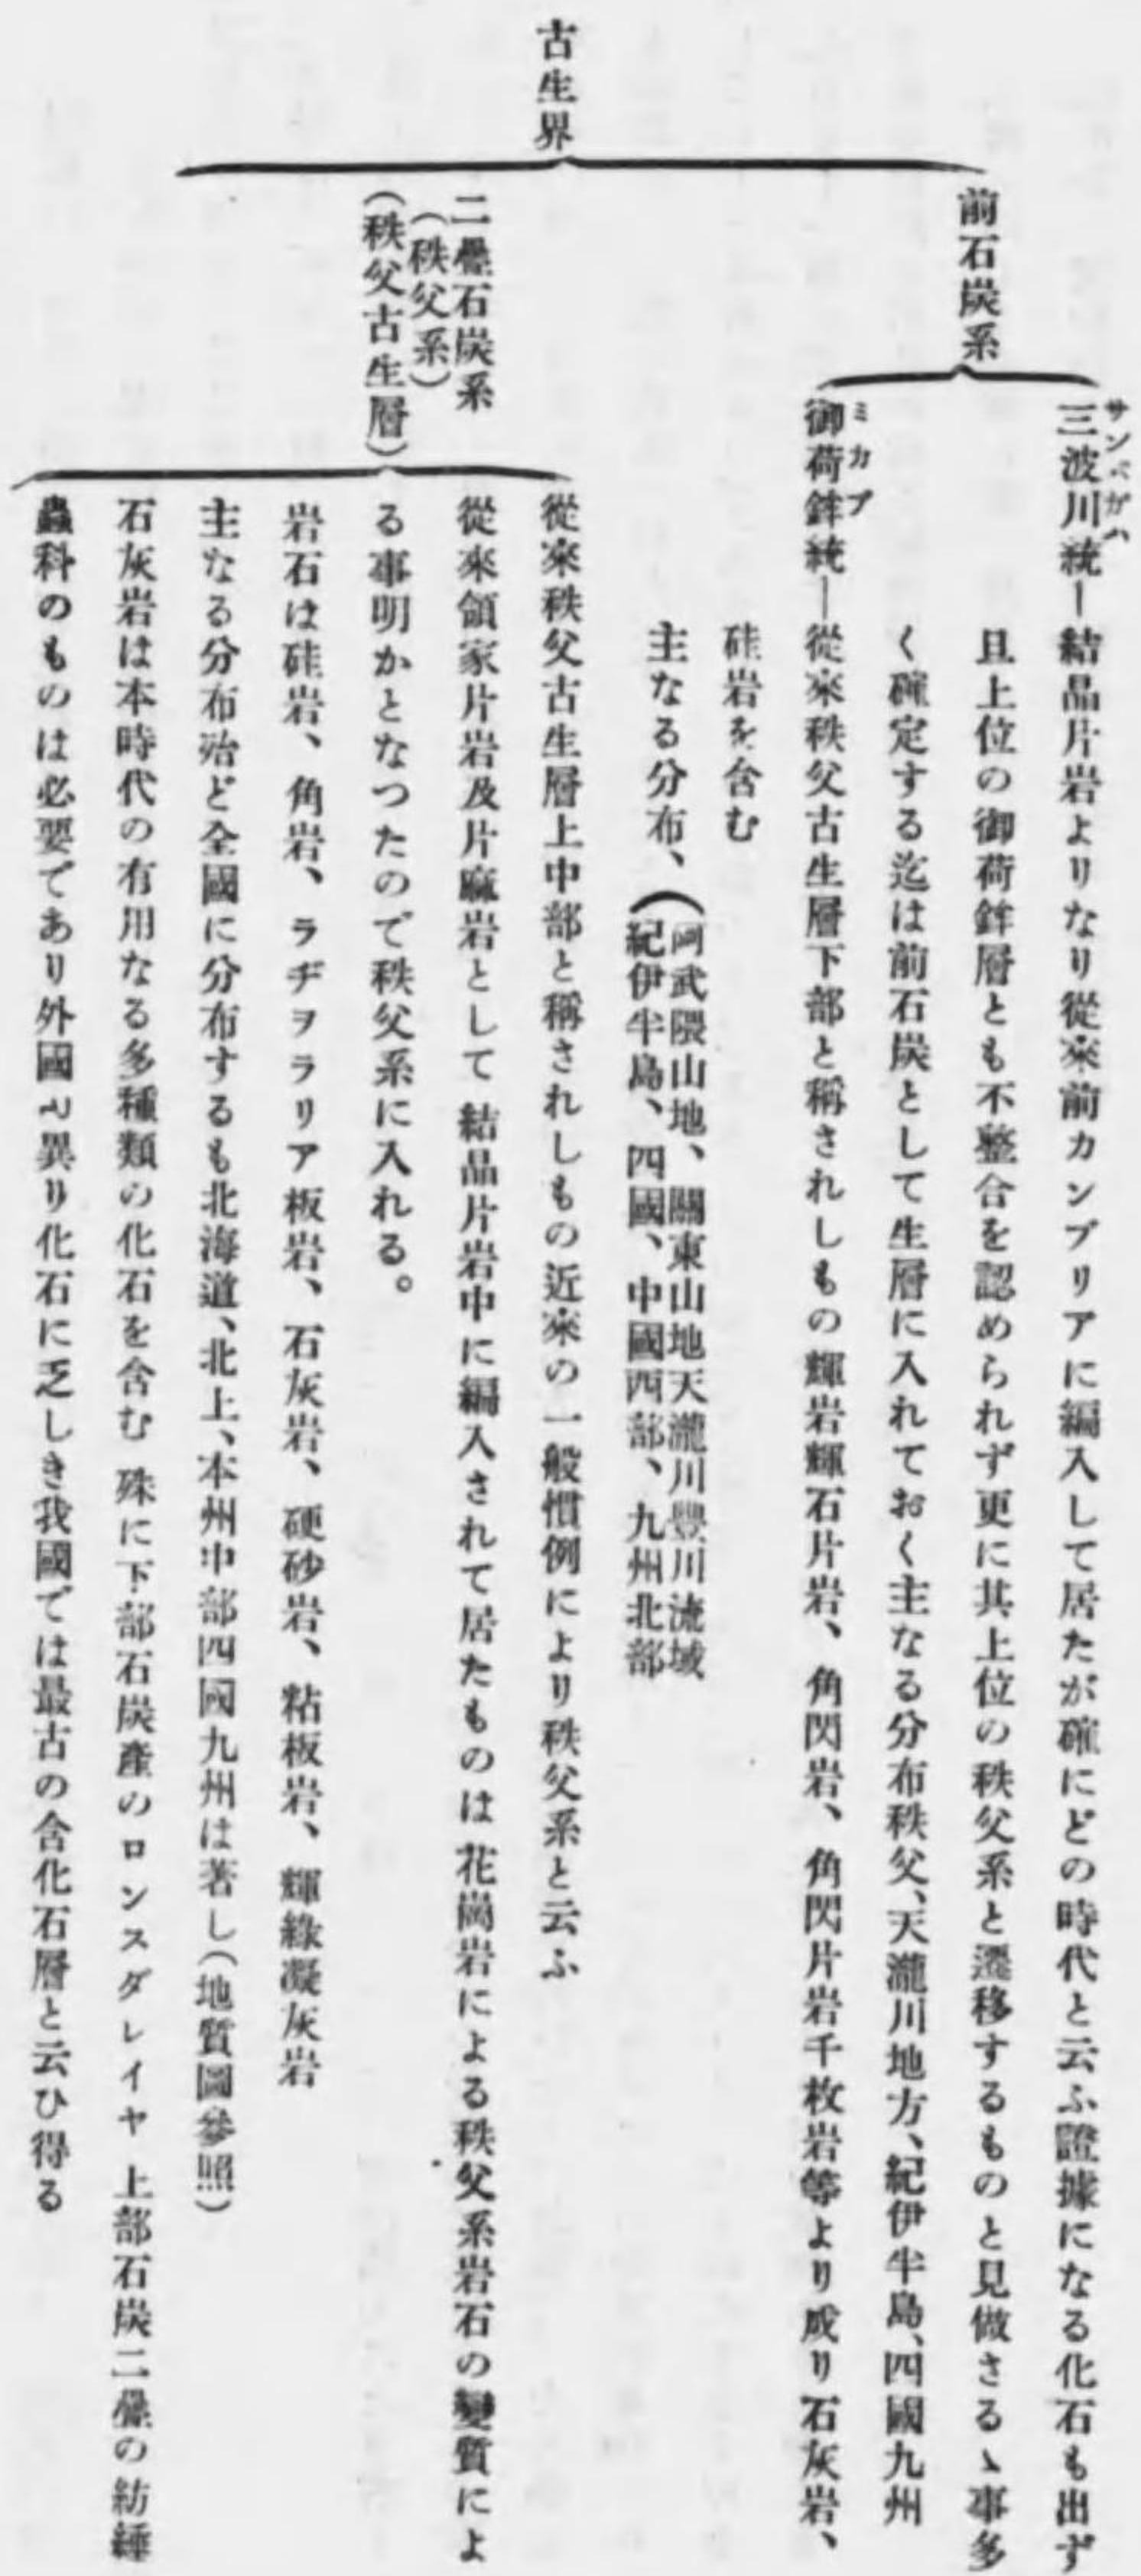 古生界
前石炭系
三波川統―結晶片岩よりなり從來前カンブリアに編入して居たが確にどの時代と云ふ證據になる化石も出ず
サンバガハ
且上位の御荷鉾層とも不整合を認められず更に其上位の秩父系と遷移するものと見做さるゝ事多
く確定する迄は前石炭として生層に入れておく主なる分布秩父、天瀧川地方、紀伊半島、四國九州
御荷鉾統―從來秩父古生層下部と稱されしもの輝岩輝石片岩、角閃岩、角閃片岩千枚岩等より成り石灰岩、
ミカブ
硅岩を含む
主なる分布、(
阿武隈山地、關東山地天瀧川豐川流域
紀伊半島、四國、中國西部、九州北部
二疊石炭系
(秩父系)
(秩父古生層)
從來秩父古生層上中部と稱されしもの近來の一般慣例により秩父系と云ふ
從來領家片岩及片麻岩として結晶片岩中に編入されて居たものは花崗岩による秩父系岩石の變質によ
る事明かとなつたので秩父系に入れる。
岩石は硅岩、角岩、ラヂヲラリア板岩、石灰岩、硬砂岩、粘板岩、輝綠凝灰岩
主なる分布殆ど全國に分布するも北海道、北上、本州中部四國九州は著し(地質圖參照)
石灰岩は本時代の有用なる多種類の化石を含む 殊に下部石炭產のロンスダレイヤ 上部石炭二疊の紡錘
蟲科のものは必要であり外國と異り化石に乏しき我國では最古の含化石層と云ひ得る